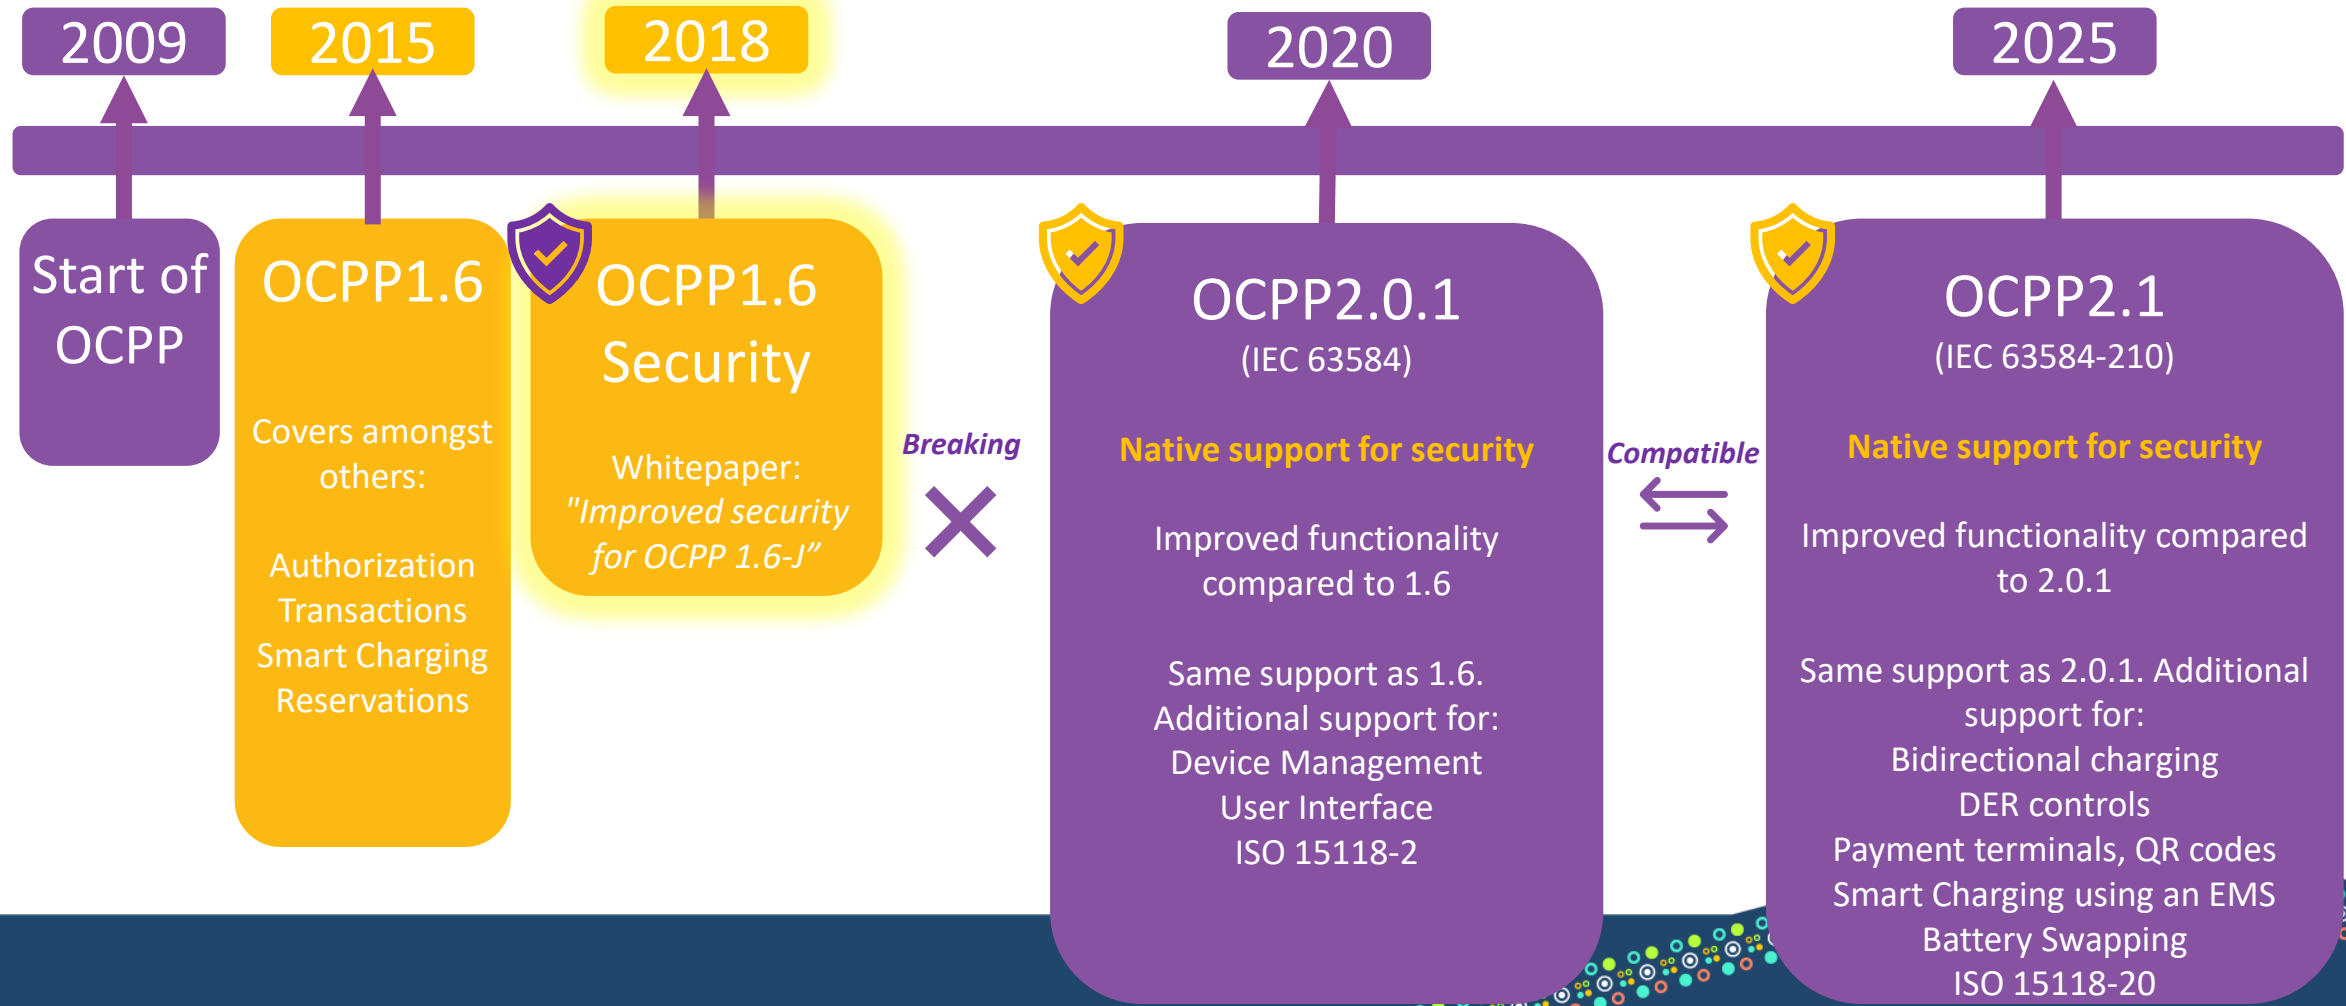 2009
2015
2018
2020
2025
Start of
OCPP
OCPP1.6
Covers amongst
others:
Authorization
Transactions
Smart Charging
Reservations
OCPP1.6
Security
Whitepaper:
"Improved security
for OCPP 1.6-J”
Breaking
OCPP2.0.1
(IEC 63584)
Native support for security
Improved functionality
compared to 1.6
Same support as 1.6.
Additional support for:
Device Management
User Interface
ISO 15118-2
Compatible
OCPP2.1
(IEC 63584-210)
Native support for security
Improved functionality compared
to 2.0.1
Same support as 2.0.1. Additional
support for:
Bidirectional charging
DER controls
Payment terminals, QR codes
Smart Charging using an EMS
Battery Swapping
ISO 15118-20